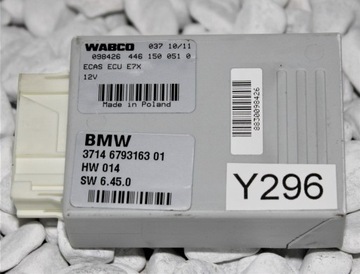 WABCO 037 10/11
098426 446 150 051 0
ECAS ECU E7X
12V
Made in Poland
BMW
3714 6793163 01
HW 014
SW 6.45.0
8830098426
Y296